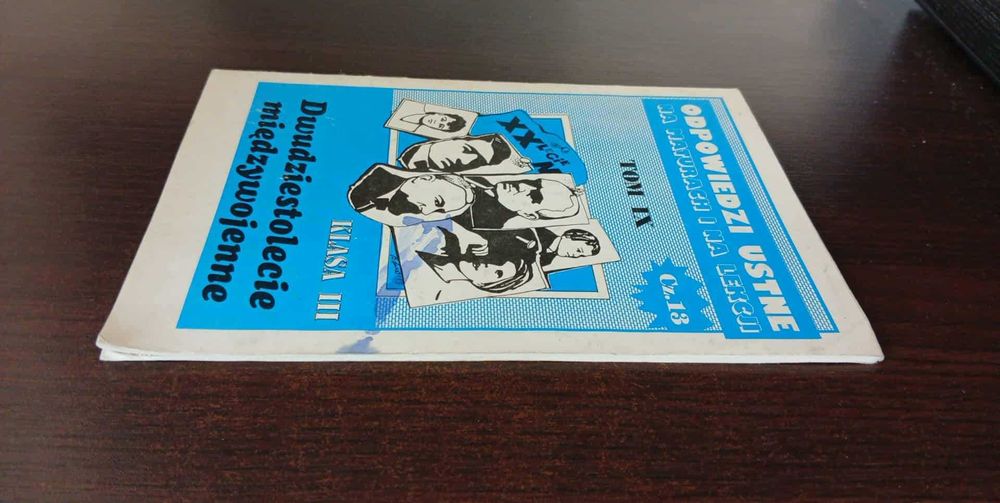 ODPOWIEDZI USTNE
NA MATURACH I NA LEKCJI
TOM IX
Cz.13
XX
KlASA III
Dwudziestolecie
międzywojenne